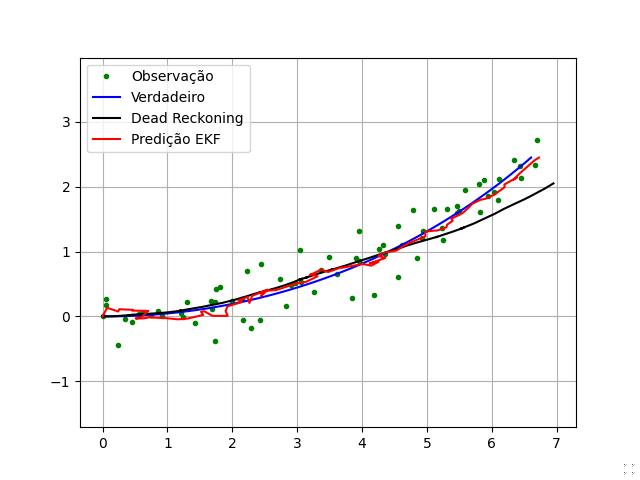 Observação
Verdadeiro
Dead Reckoning
Predição EKF
3
2
1
0
−1
0 1 2 3 4 5 6 7